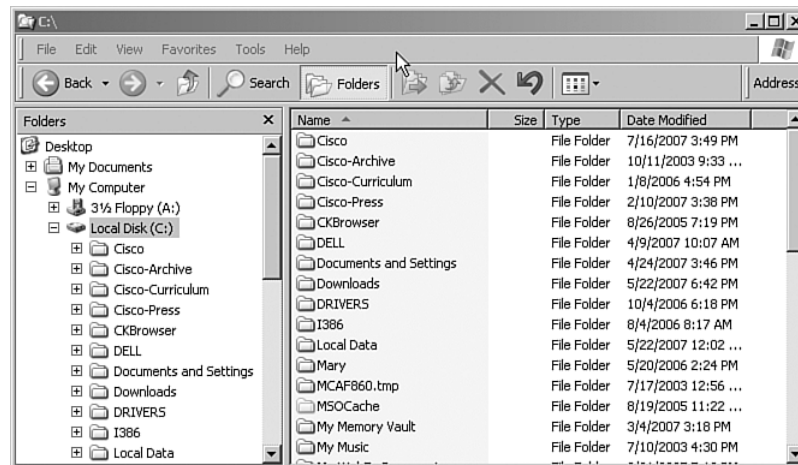 C:\
File Edit View Favorites Tools Help
Back Search Folders Address
Folders
Desktop
My Documents
My Computer
3½ Floppy (A:)
Local Disk (C:)
Cisco
Cisco-Archive
Cisco-Curriculum
Cisco-Press
CKBrowser
DELL
Documents and Settings
Downloads
DRIVERS
I386
Local Data
Name Size Type Date Modified
Cisco File Folder 7/16/2007 3:49 PM
Cisco-Archive File Folder 10/11/2003 9:33 ...
Cisco-Curriculum File Folder 1/8/2006 4:54 PM
Cisco-Press File Folder 2/10/2007 3:38 PM
CKBrowser File Folder 8/26/2005 7:19 PM
DELL File Folder 4/9/2007 10:07 AM
Documents and Settings File Folder 4/24/2007 3:46 PM
Downloads File Folder 5/22/2007 6:42 PM
DRIVERS File Folder 10/4/2006 6:18 PM
I386 File Folder 8/4/2006 8:17 AM
Local Data File Folder 5/22/2007 12:02 ...
Mary File Folder 5/20/2006 2:24 PM
MCAF860.tmp File Folder 7/17/2003 12:56 ...
MSOCache File Folder 8/19/2005 11:22 ...
My Memory Vault File Folder 3/4/2007 3:18 PM
My Music File Folder 7/10/2003 4:30 PM